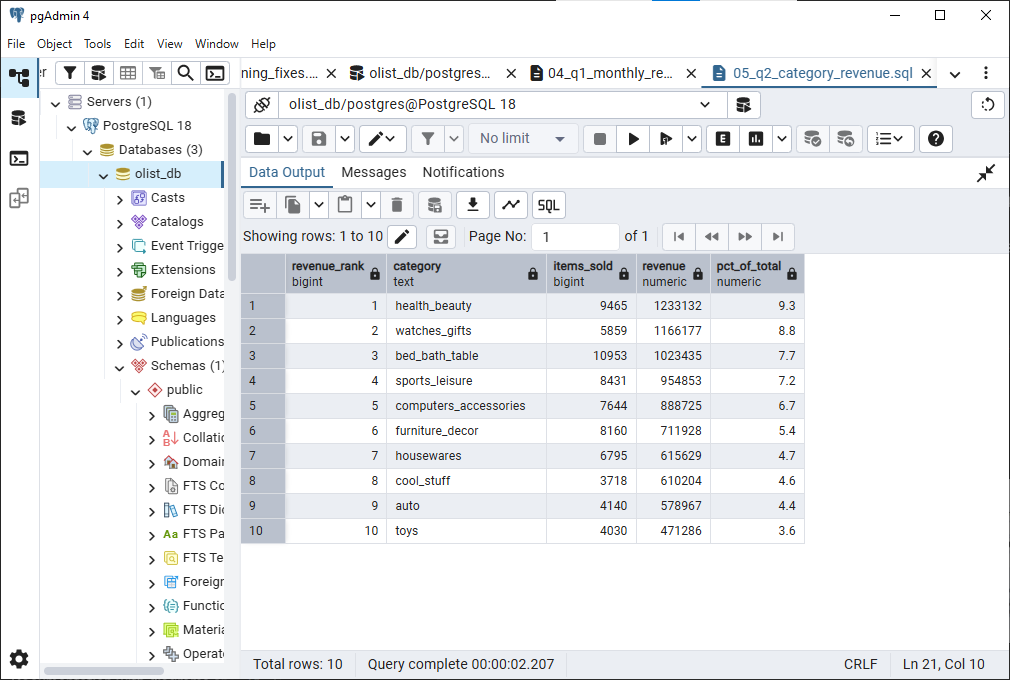 pgAdmin 4
File Object Tools Edit View Window Help
er ning_fixes.... olist_db/postgres... 04_q1_monthly_re... 05_q2_category_revenue.sql
Servers (1)
PostgreSQL 18
Databases (3)
olist_db
Casts
Catalogs
Event Trigge
Extensions
Foreign Data
Languages
Publications
Schemas (1)
public
Aggreg
Collatic
Domain
FTS Co
FTS Dic
Aa FTS Pa
FTS Te
Foreign
Functic
Materia
Operat
olist_db/postgres@PostgreSQL 18
No limit E
Data Output Messages Notifications
SQL
Showing rows: 1 to 10 Page No: 1 of 1
revenue_rank category items_sold revenue pct_of_total
bigint text bigint numeric numeric
1 1 health_beauty 9465 1233132 9.3
2 2 watches_gifts 5859 1166177 8.8
3 3 bed_bath_table 10953 1023435 7.7
4 4 sports_leisure 8431 954853 7.2
5 5 computers_accessories 7644 888725 6.7
6 6 furniture_decor 8160 711928 5.4
7 7 housewares 6795 615629 4.7
8 8 cool_stuff 3718 610204 4.6
9 9 auto 4140 578967 4.4
10 10 toys 4030 471286 3.6
Total rows: 10 Query complete 00:00:02.207 CRLF Ln 21, Col 10